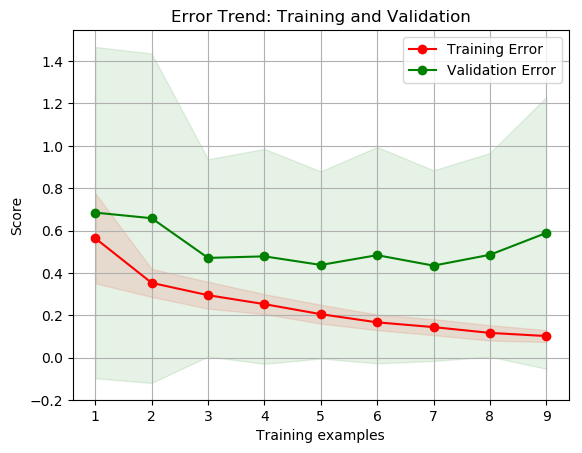 Error Trend: Training and Validation
Training Error
Validation Error
Score
1.4
1.2
1.0
0.8
0.6
0.4
0.2
0.0
−0.2
1 2 3 4 5 6 7 8 9
Training examples